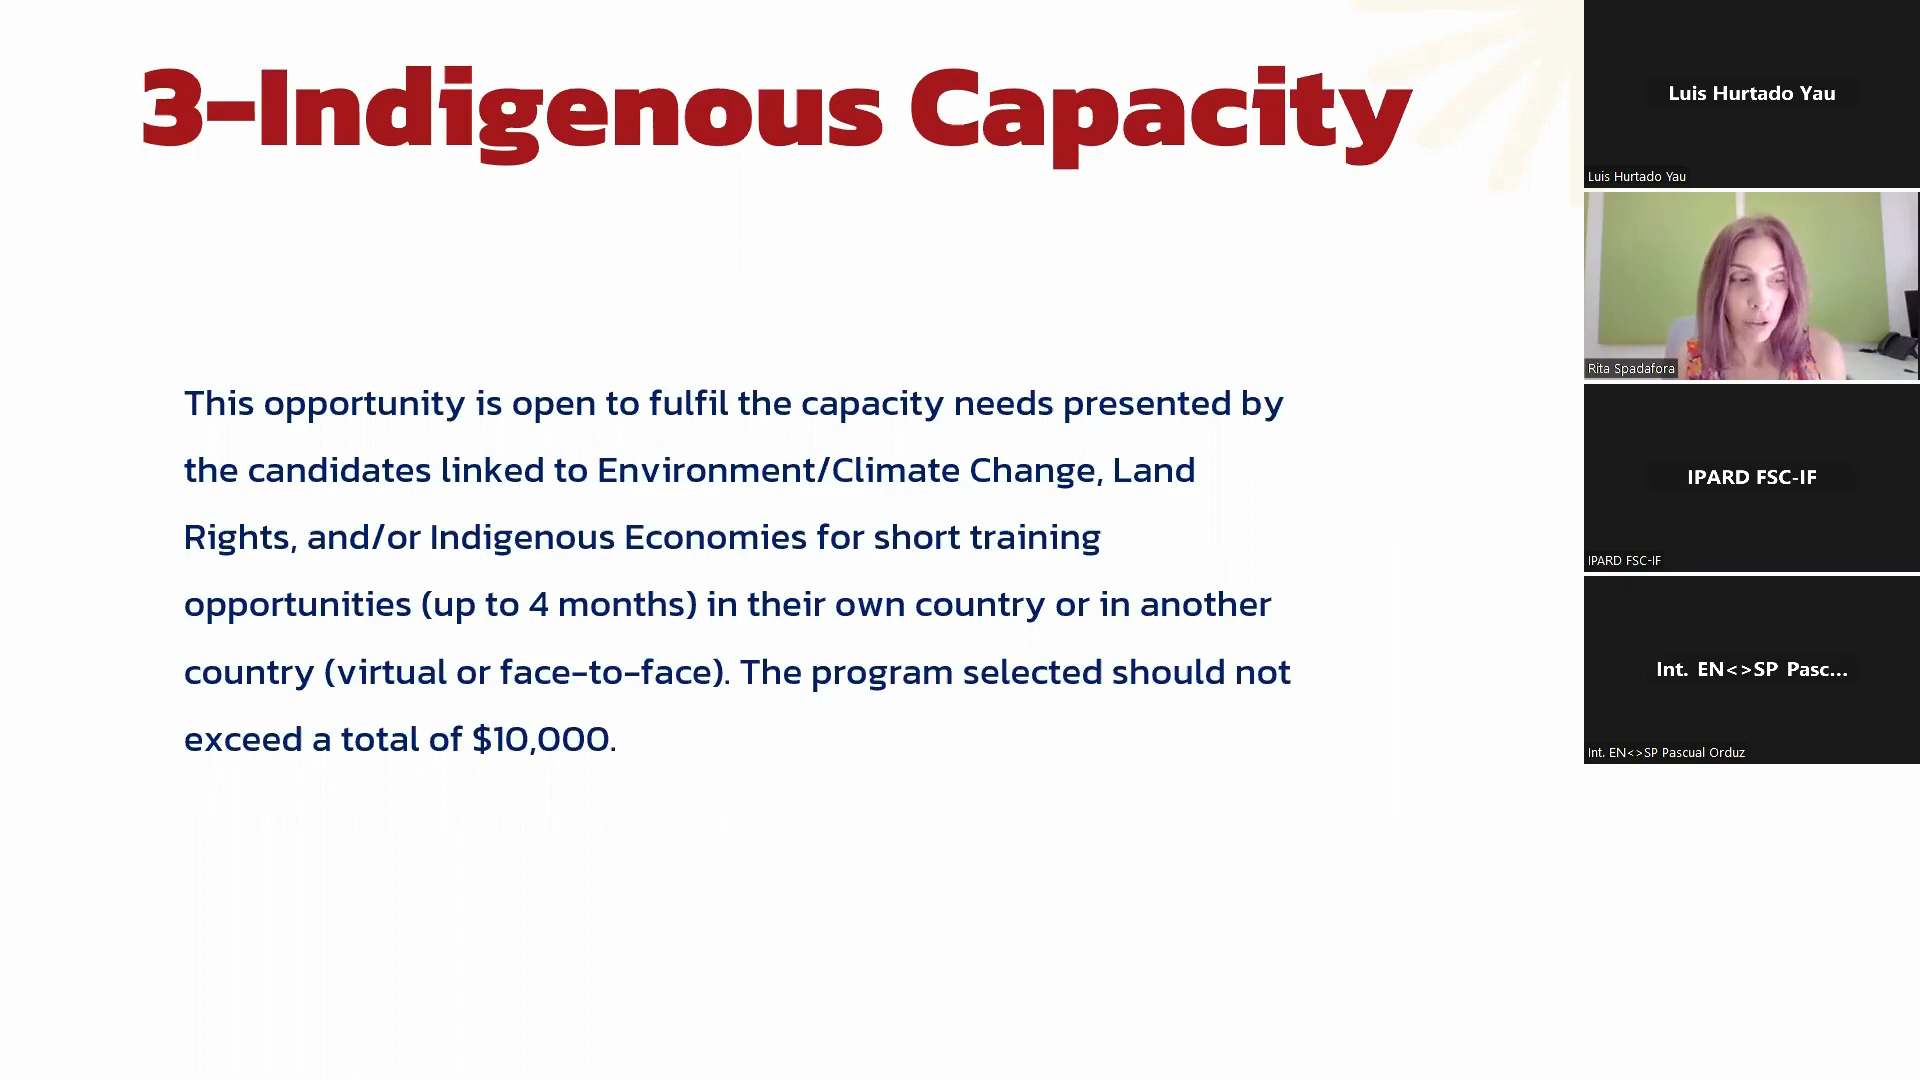 3-Indigenous Capacity
This opportunity is open to fulfil the capacity needs presented by
the candidates linked to Environment/Climate Change, Land
Rights, and/or Indigenous Economies for short training
opportunities (up to 4 months) in their own country or in another
country (virtual or face-to-face). The program selected should not
exceed a total of $10,000.
Luis Hurtado Yau
Luis Hurtado Yau
Rita Spadafora
IPARD FSC-IF
IPARD FSC-IF
Int. EN<>SP Pasc...
Int. EN<>SP Pascual Orduz